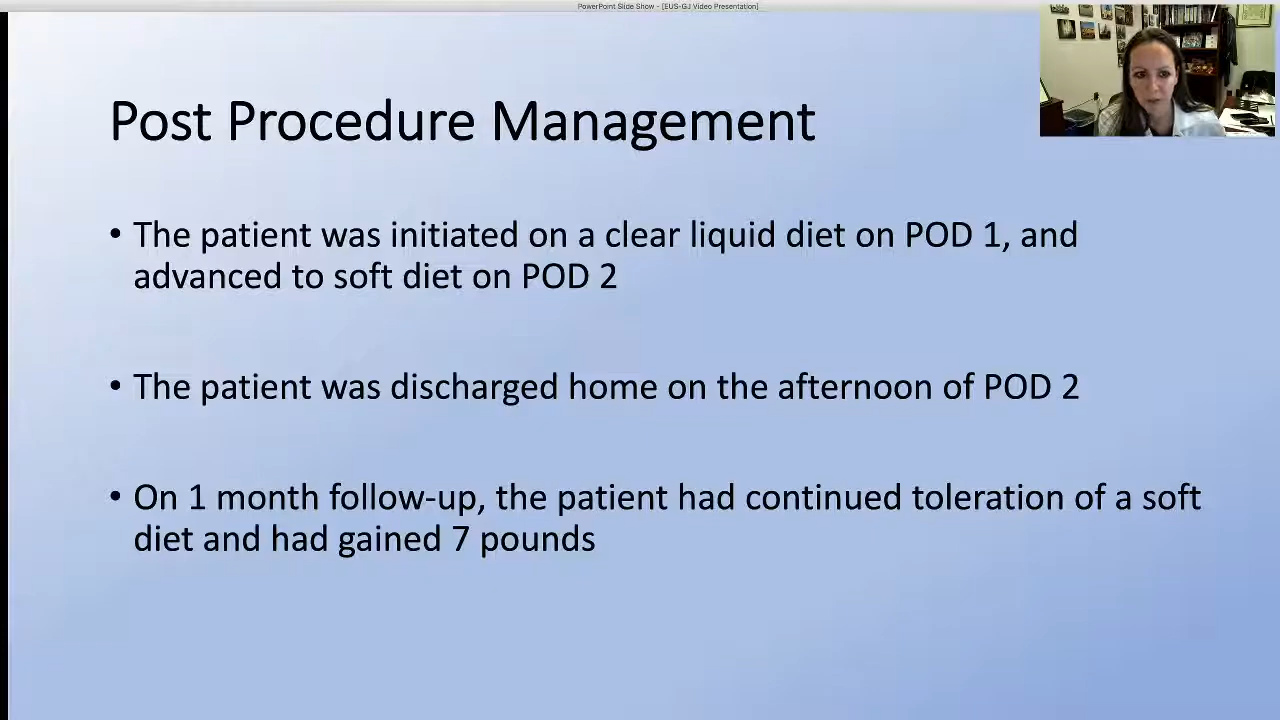 PowerPoint Slide Show - [EUS-GJ Video Presentation]
Post Procedure Management
• The patient was initiated on a clear liquid diet on POD 1, and
advanced to soft diet on POD 2
• The patient was discharged home on the afternoon of POD 2
• On 1 month follow-up, the patient had continued toleration of a soft
diet and had gained 7 pounds